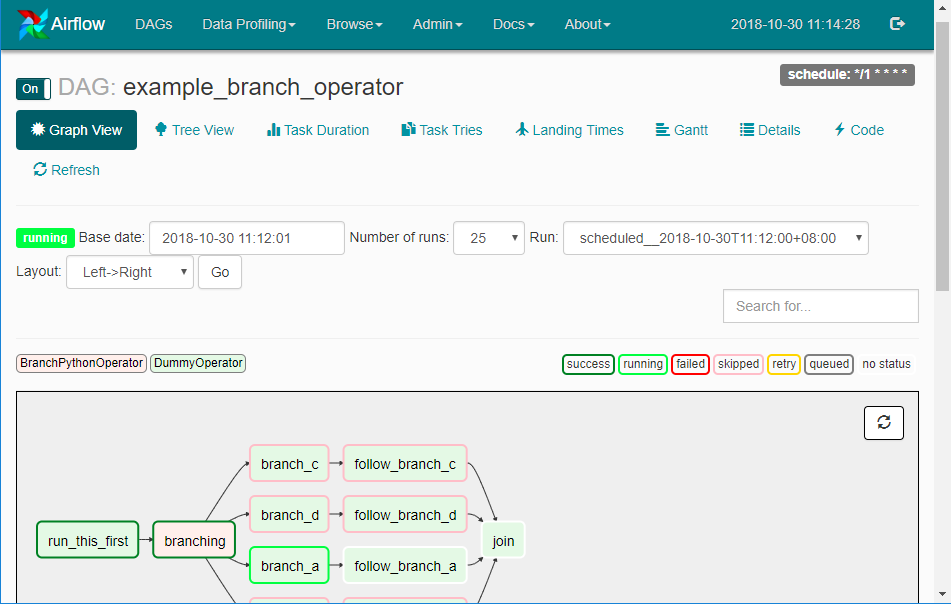 Airflow DAGs Data Profiling Browse Admin Docs About 2018-10-30 11:14:28
On DAG: example_branch_operator schedule: */1 * * * *
Graph View Tree View Task Duration Task Tries Landing Times Gantt Details Code
Refresh
running Base date: 2018-10-30 11:12:01 Number of runs: 25 Run: scheduled__2018-10-30T11:12:00+08:00
Layout: Left->Right Go
Search for...
BranchPythonOperator DummyOperator success running failed skipped retry queued no status
branch_c follow_branch_c
branch_d follow_branch_d
run_this_first branching join
branch_a follow_branch_a